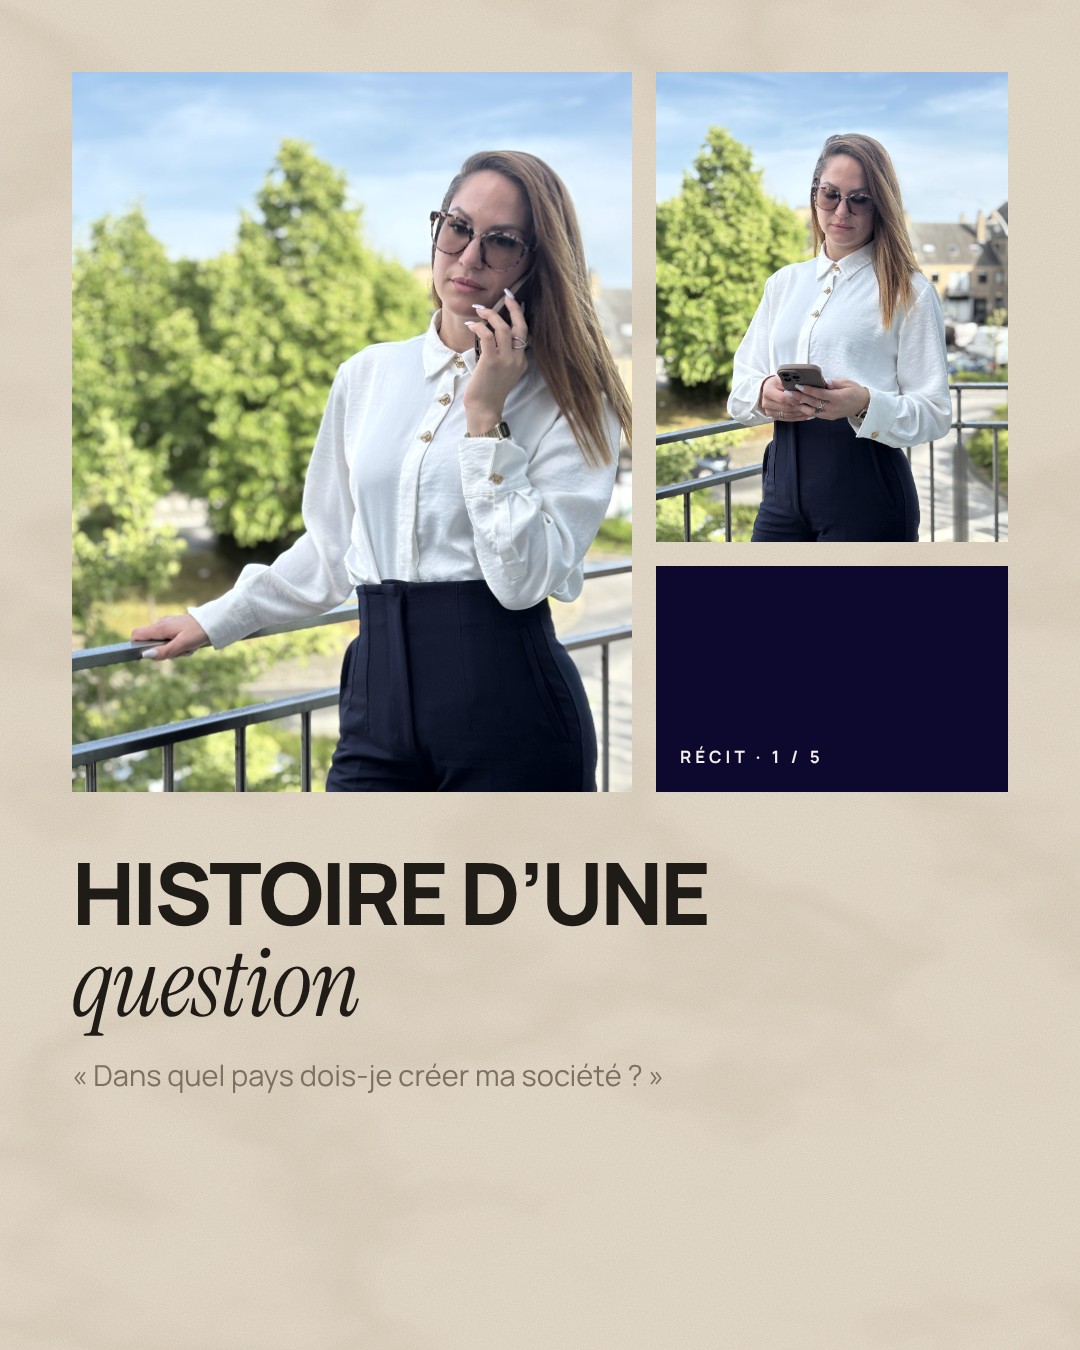 RÉCIT · 1 / 5
HISTOIRE D’UNE
question
« Dans quel pays dois-je créer ma société ? »